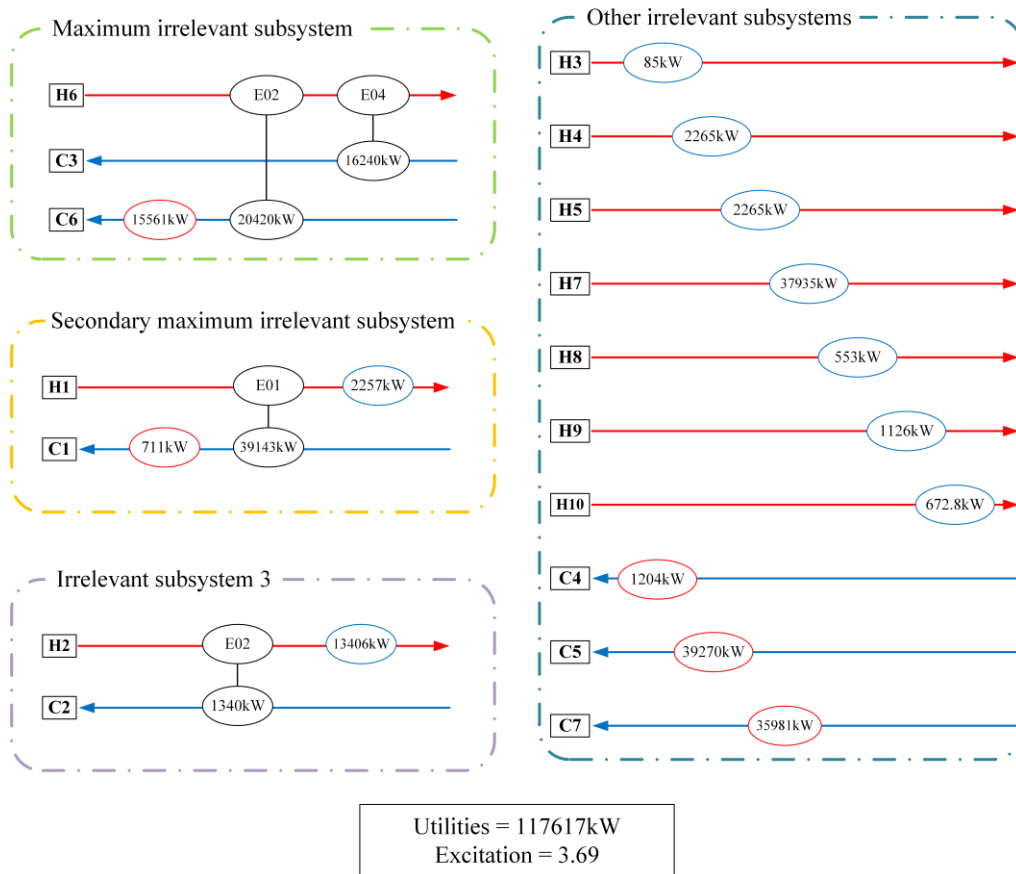 Maximum irrelevant subsystem
H6
E02
E04
C3
16240kW
C6
15561kW
20420kW
Secondary maximum irrelevant subsystem
H1
E01
2257kW
C1
711kW
39143kW
Irrelevant subsystem 3
H2
E02
13406kW
C2
1340kW
Other irrelevant subsystems
H3
85kW
H4
2265kW
H5
2265kW
H7
37935kW
H8
553kW
H9
1126kW
H10
672.8kW
C4
1204kW
C5
39270kW
C7
35981kW
Utilities = 117617kW
Excitation = 3.69